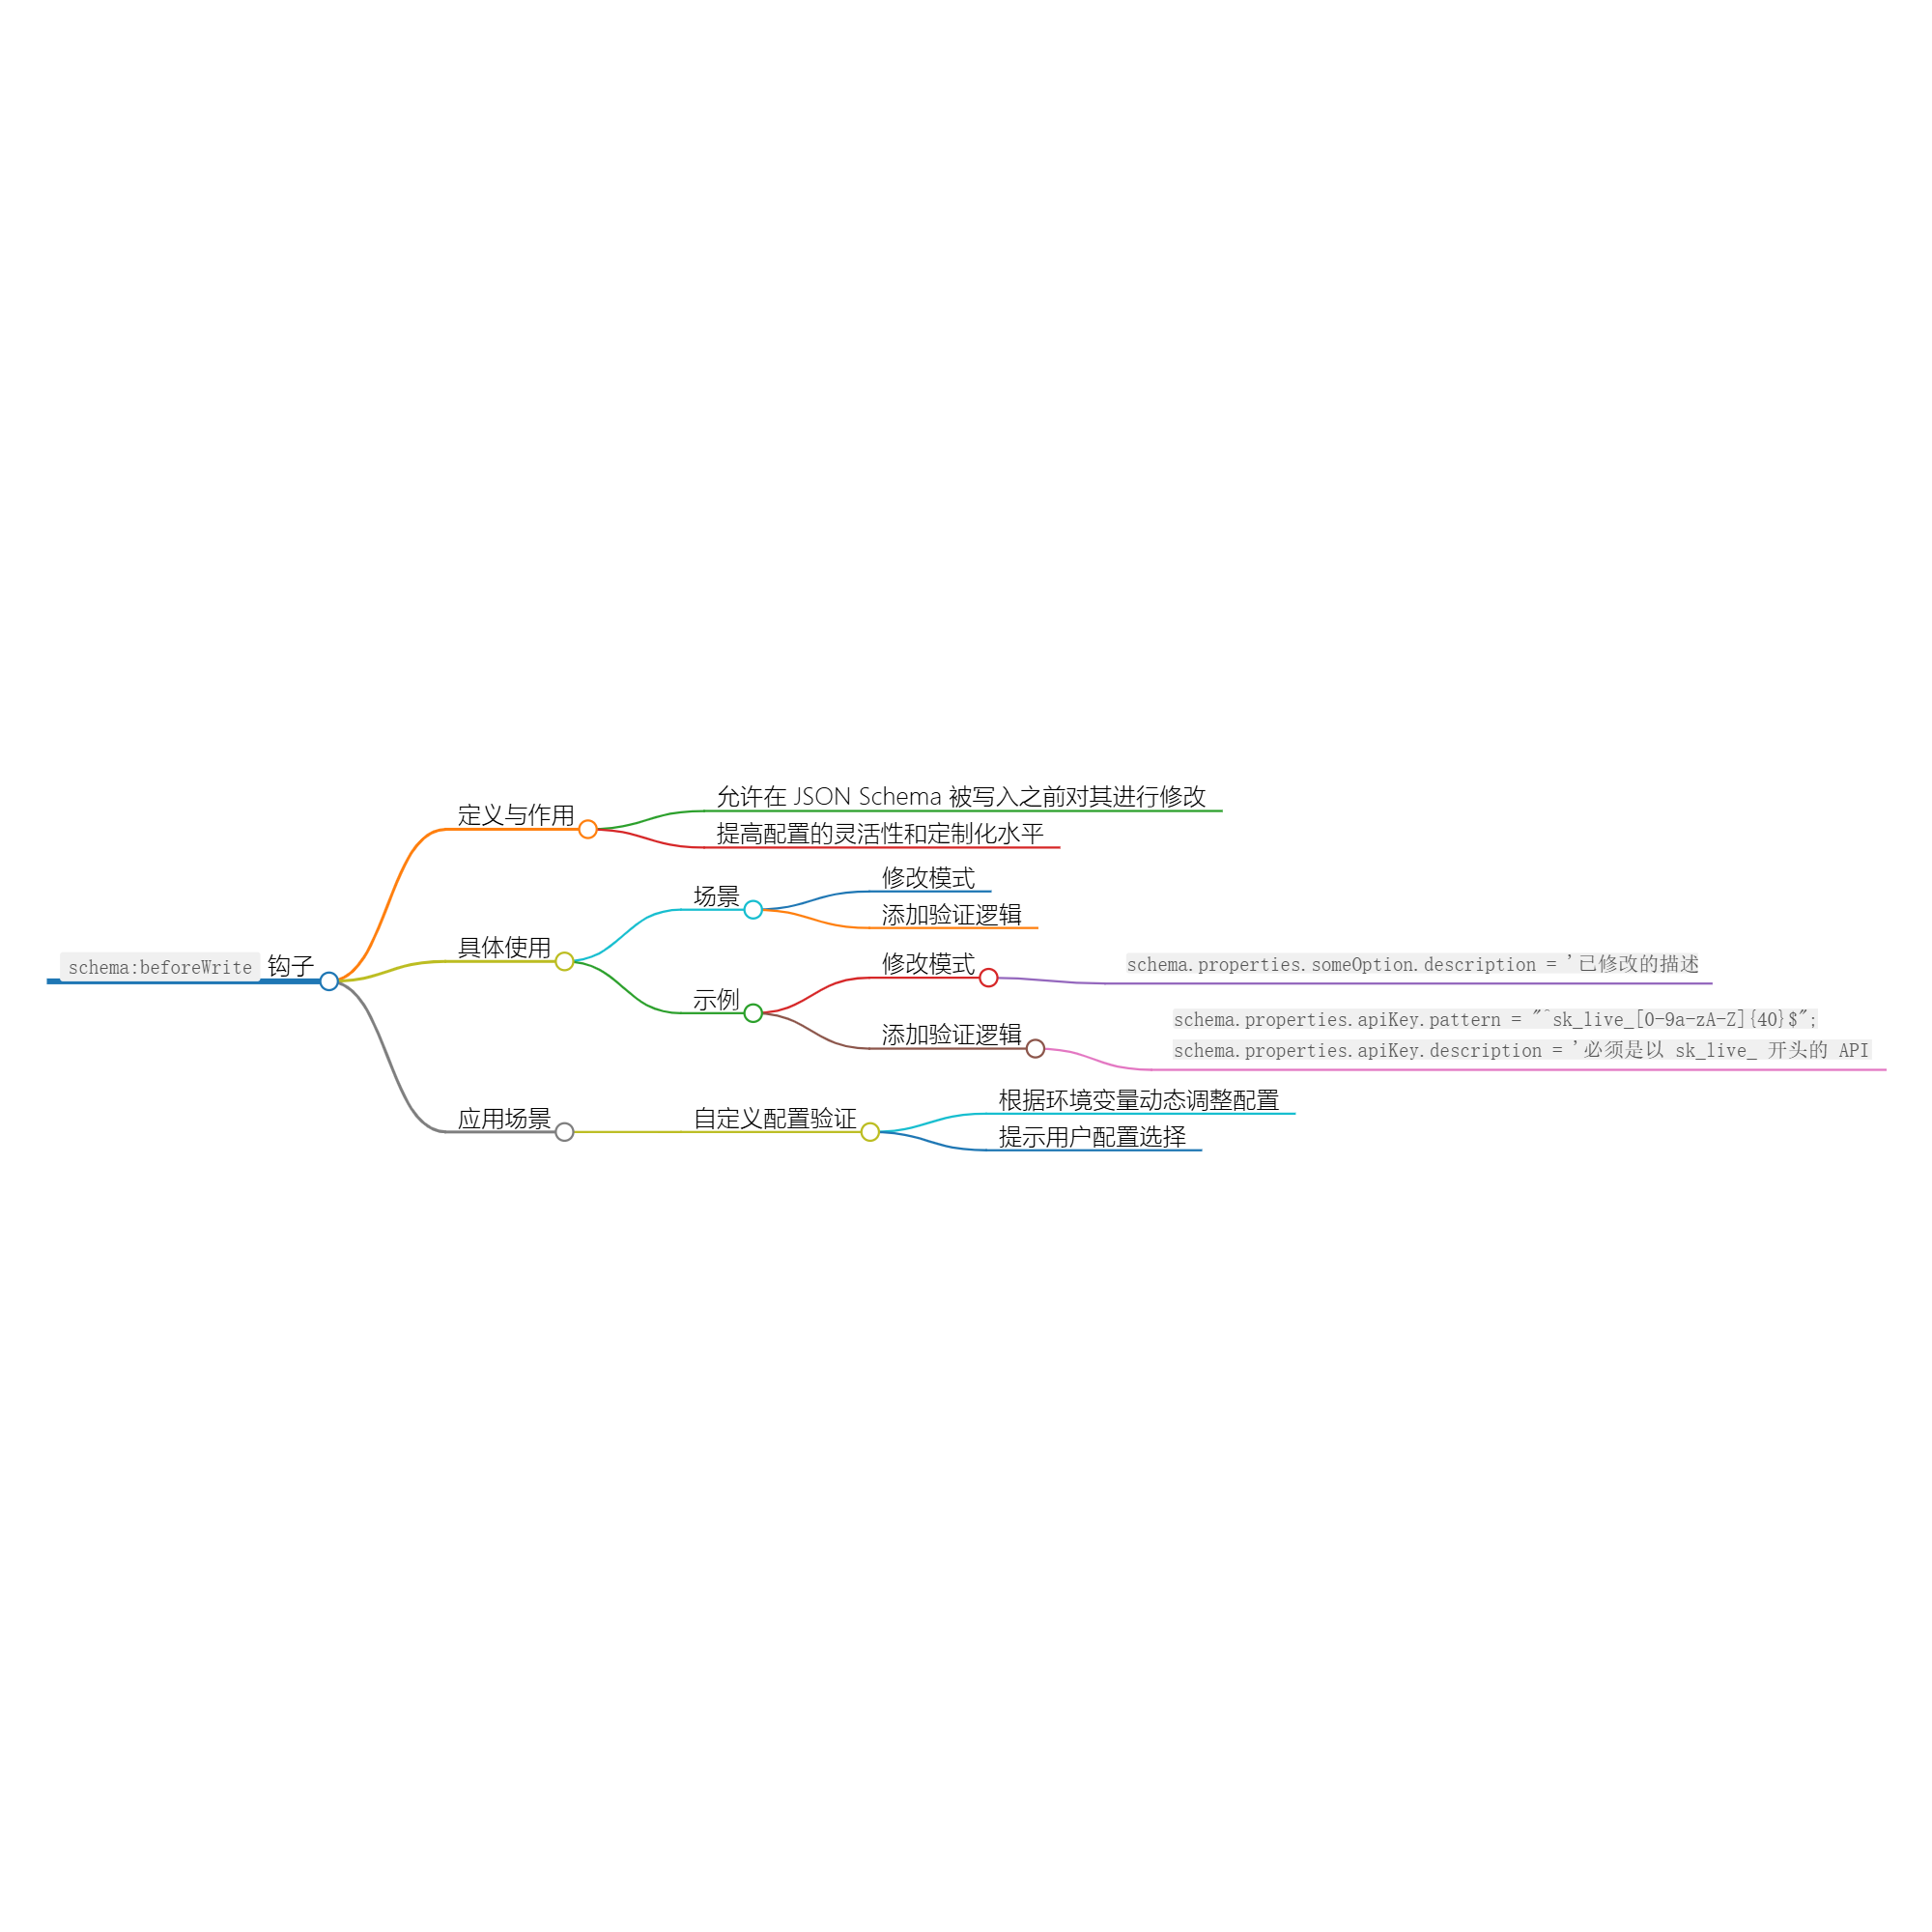 schema:beforeWrite 钩子
定义与作用
允许在 JSON Schema 被写入之前对其进行修改
提高配置的灵活性和定制化水平
具体使用
场景
修改模式
添加验证逻辑
示例
修改模式
schema.properties.someOption.description = '已修改的描述
添加验证逻辑
schema.properties.apiKey.pattern = "^sk_live_[0-9a-zA-Z]{40}$";
schema.properties.apiKey.description = '必须是以 sk_live_ 开头的 API
应用场景
自定义配置验证
根据环境变量动态调整配置
提示用户配置选择